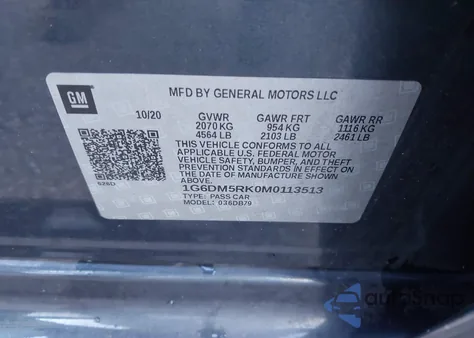 GM
MFD BY GENERAL MOTORS LLC
10/20
GVWR GAWR FRT GAWR RR
2070 KG 954 KG 1116 KG
4564 LB 2103 LB 2461 LB
THIS VEHICLE CONFORMS TO ALL
APPLICABLE U.S. FEDERAL MOTOR
VEHICLE SAFETY, BUMPER, AND THEFT
PREVENTION STANDARDS IN EFFECT ON
THE DATE OF MANUFACTURE SHOWN ABOVE.
1G6DM5RK0M0113513
TYPE: PASS CAR
MODEL: 036DB79
autosnap